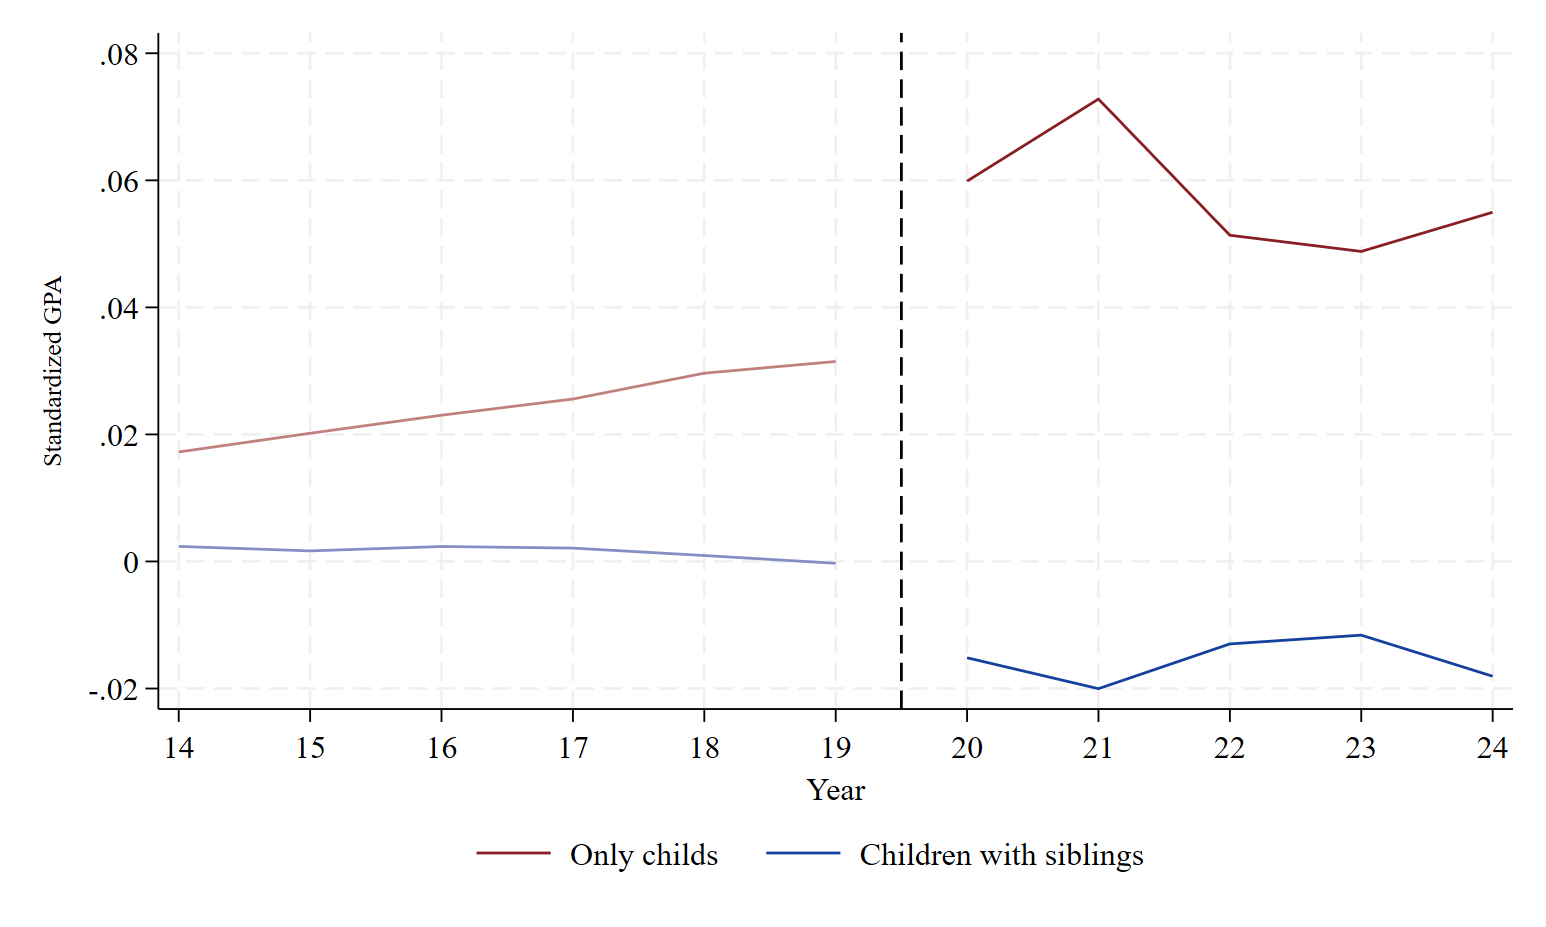 .08
.06
.04
.02
0
-.02
Standardized GPA
14 15 16 17 18 19 20 21 22 23 24
Year
Only childs Children with siblings